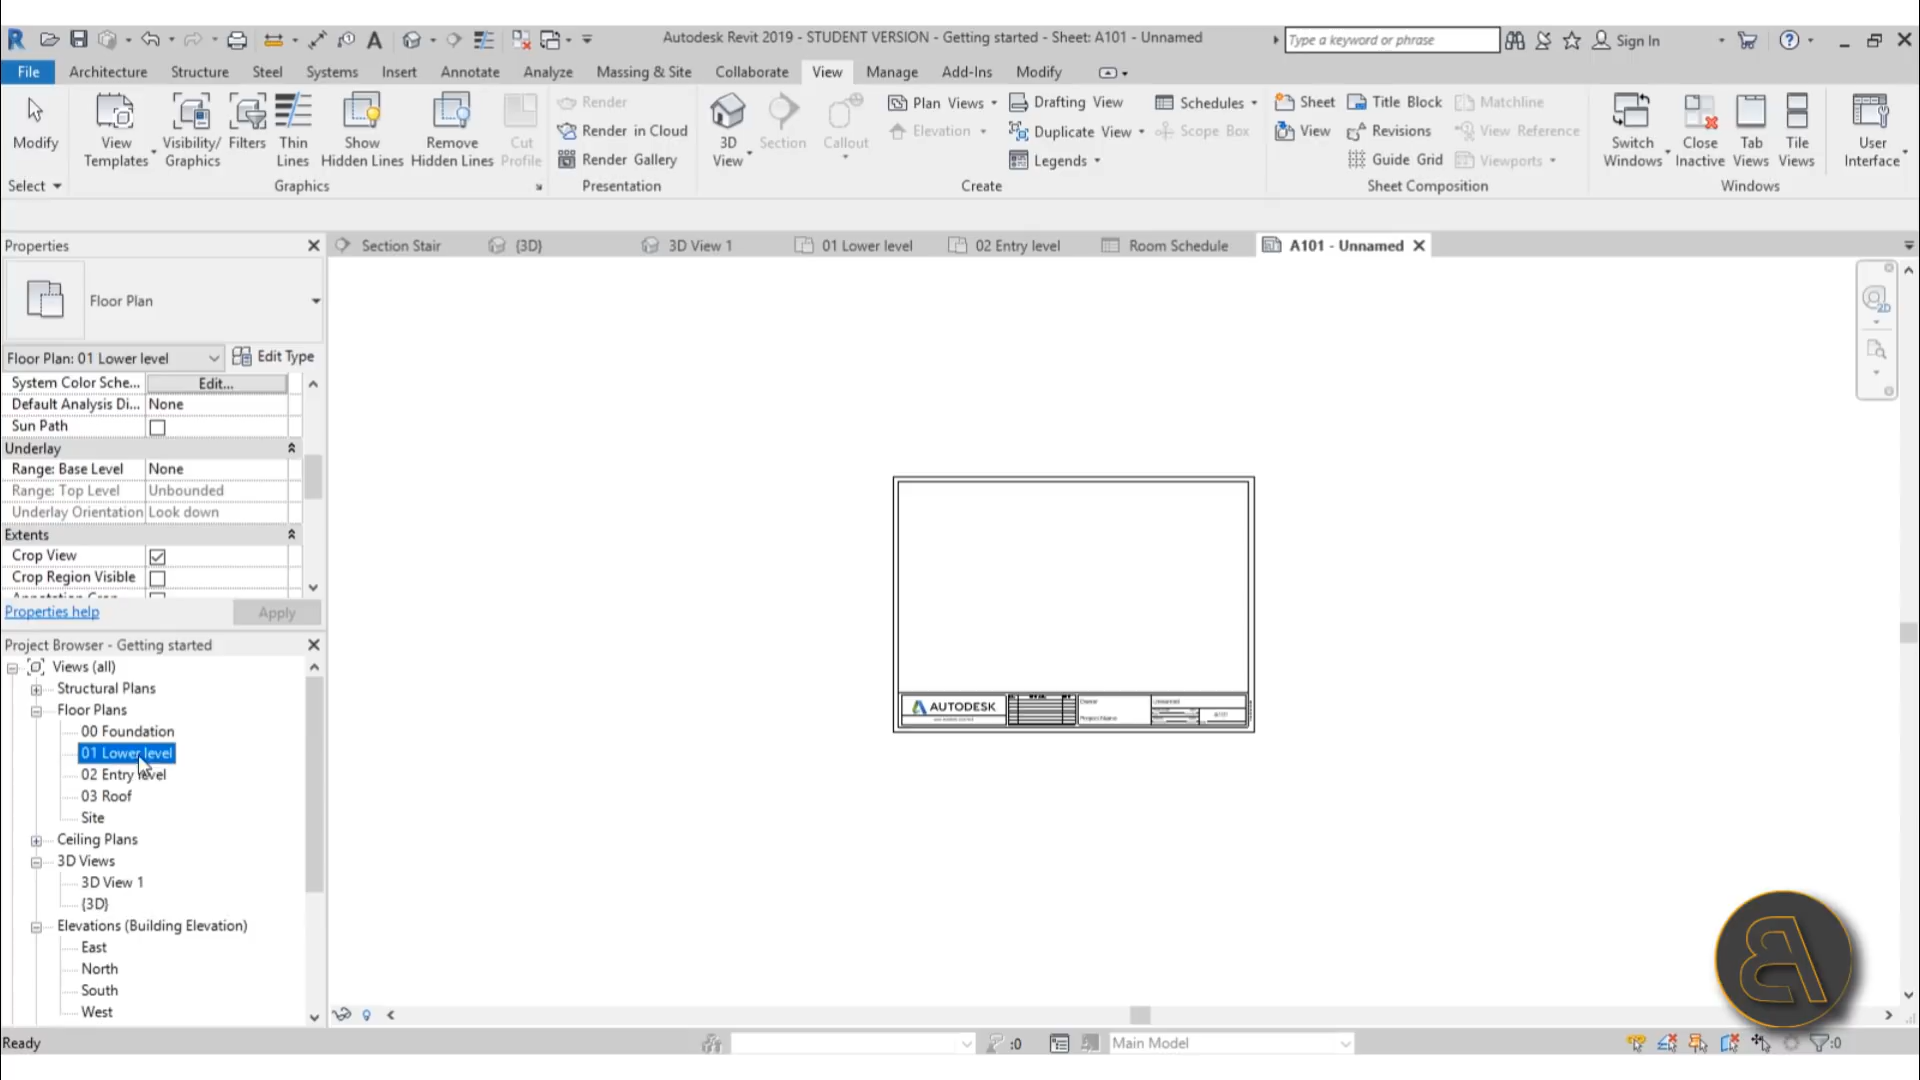 Autodesk Revit 2019 - STUDENT VERSION - Getting started - Sheet: A101 - Unnamed
Type a keyword or phrase
Sign In
File Architecture Structure Steel Systems Insert Annotate Analyze Massing & Site Collaborate View Manage Add-Ins Modify
Modify
View Templates
Visibility/ Graphics
Filters
Thin Lines
Show Hidden Lines
Remove Hidden Lines
Cut Profile
Render
Render in Cloud
Render Gallery
3D View
Section
Callout
Plan Views
Elevation
Drafting View
Duplicate View
Legends
Schedules
Scope Box
Sheet
View
Title Block
Revisions
Guide Grid
Matchline
View Reference
Viewports
Switch Windows
Close Inactive
Tab Views
Tile Views
User Interface
Select
Graphics
Presentation
Create
Sheet Composition
Windows
Properties
Section Stair
{3D}
3D View 1
01 Lower level
02 Entry level
Room Schedule
A101 - Unnamed
Floor Plan
Floor Plan: 01 Lower level
Edit Type
System Color Sche... Edit...
Default Analysis Di... None
Sun Path
Underlay
Range: Base Level None
Range: Top Level Unbounded
Underlay Orientation Look down
Extents
Crop View
Crop Region Visible
Properties help
Apply
Project Browser - Getting started
Views (all)
Structural Plans
Floor Plans
00 Foundation
01 Lower level
02 Entry level
03 Roof
Site
Ceiling Plans
3D Views
3D View 1
{3D}
Elevations (Building Elevation)
East
North
South
West
AUTODESK
Owner
Project Name
Unnamed
A101
2D
Ready
:0
Main Model
:0